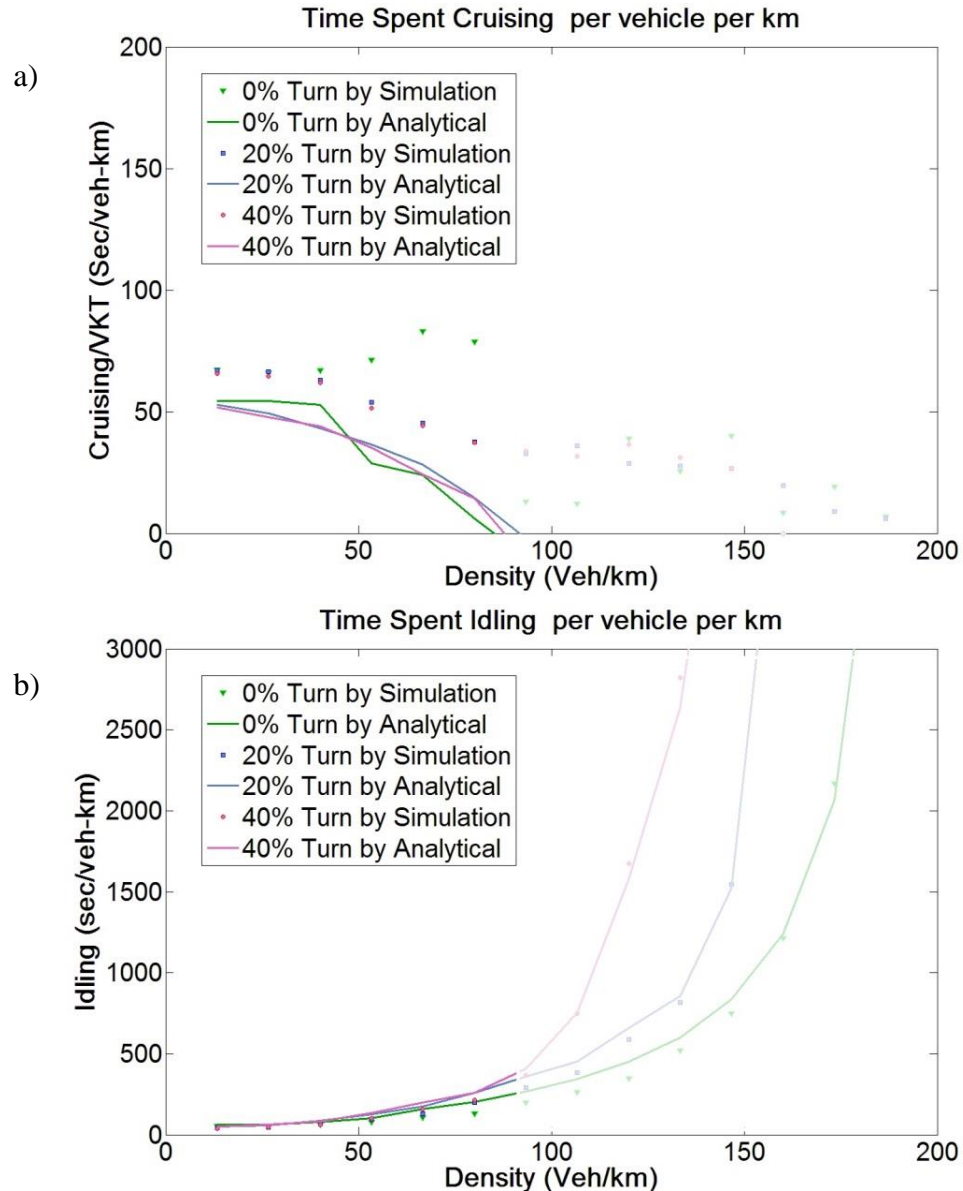 Time Spent Cruising per vehicle per km
a)
200
150
100
50
0
Cruising/VKT (Sec/veh-km)
0% Turn by Simulation
0% Turn by Analytical
20% Turn by Simulation
20% Turn by Analytical
40% Turn by Simulation
40% Turn by Analytical
0 50 100 150 200
Density (Veh/km)
Time Spent Idling per vehicle per km
b)
3000
2500
2000
1500
1000
500
0
Idling (sec/veh-km)
0% Turn by Simulation
0% Turn by Analytical
20% Turn by Simulation
20% Turn by Analytical
40% Turn by Simulation
40% Turn by Analytical
0 50 100 150 200
Density (Veh/km)